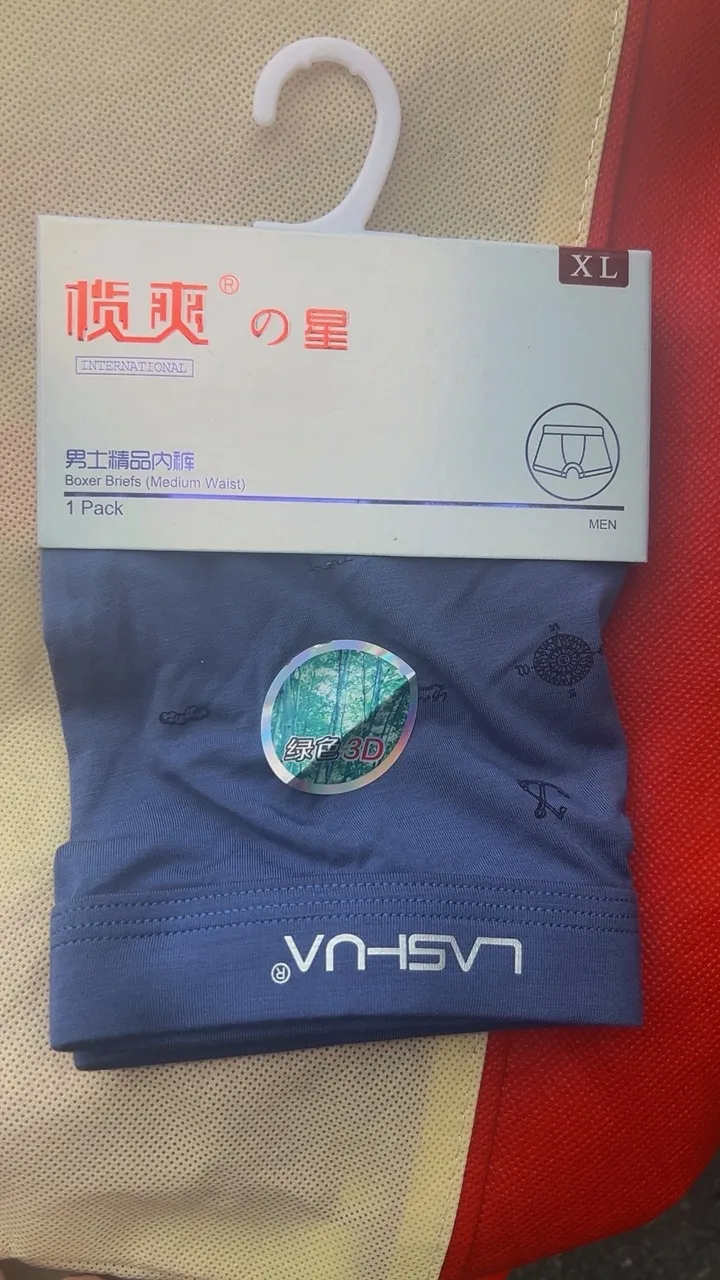 XL
榄爽® の 星
INTERNATIONAL
男士精品内裤
Boxer Briefs (Medium Waist)
1 Pack
MEN
绿色3D
LASHUA®